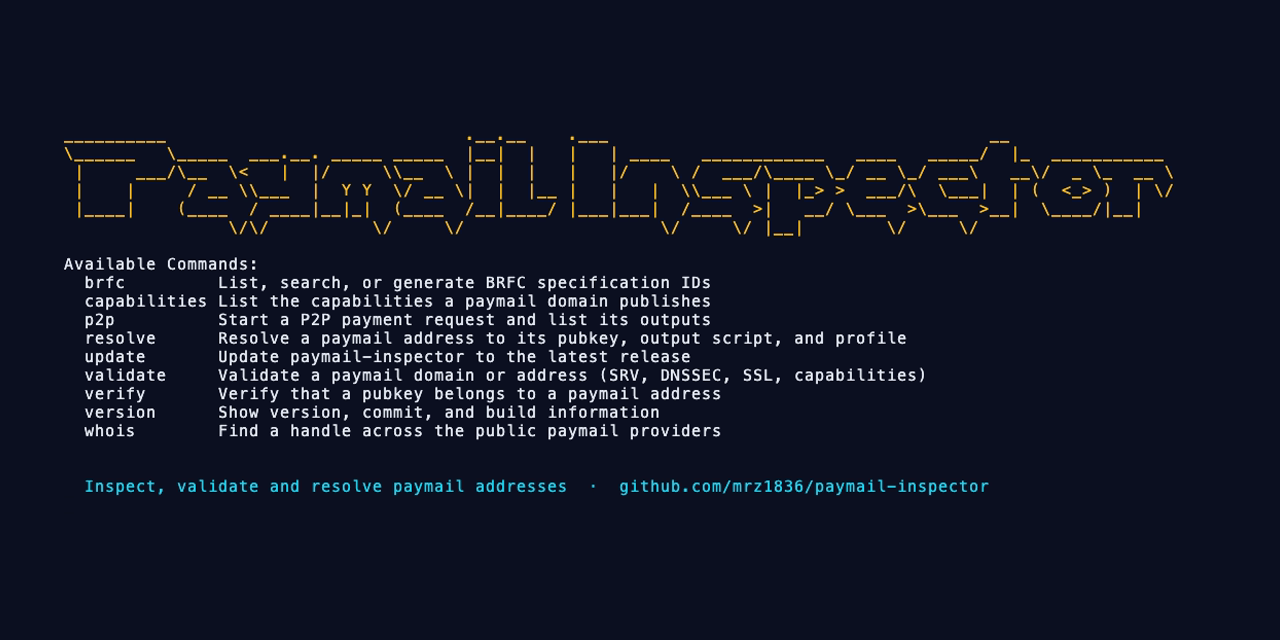 Paymail Inspector
Available Commands:
brfc List, search, or generate BRFC specification IDs
capabilities List the capabilities a paymail domain publishes
p2p Start a P2P payment request and list its outputs
resolve Resolve a paymail address to its pubkey, output script, and profile
update Update paymail-inspector to the latest release
validate Validate a paymail domain or address (SRV, DNSSEC, SSL, capabilities)
verify Verify that a pubkey belongs to a paymail address
version Show version, commit, and build information
whois Find a handle across the public paymail providers
Inspect, validate and resolve paymail addresses · github.com/mrz1836/paymail-inspector